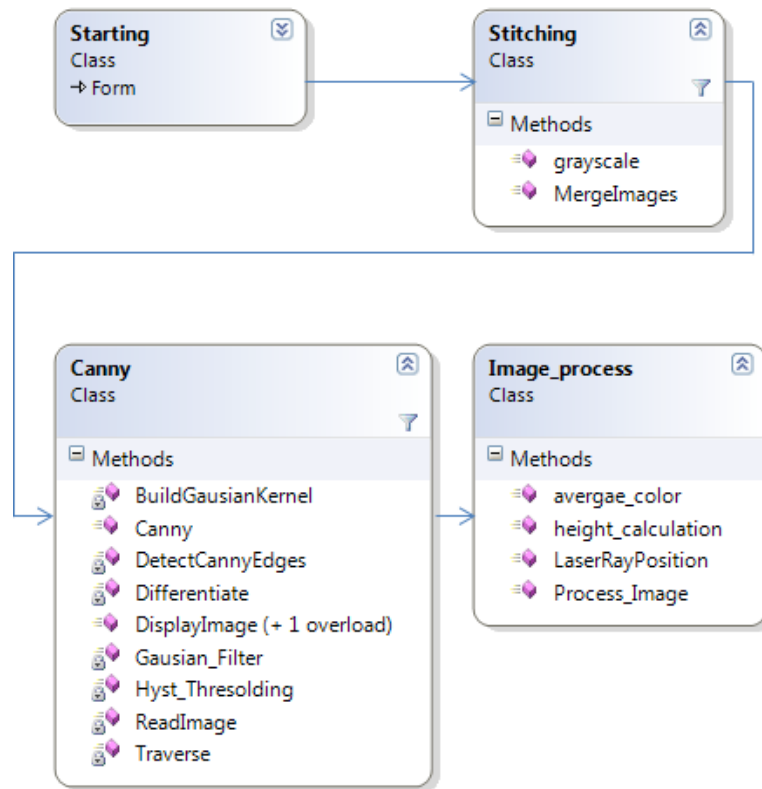 Starting
Class
Form
Stitching
Class
Methods
grayscale
MergeImages
Canny
Class
Methods
BuildGausianKernel
Canny
DetectCannyEdges
Differentiate
DisplayImage (+ 1 overload)
Gausian_Filter
Hyst_Thresolding
ReadImage
Traverse
Image_process
Class
Methods
avergae_color
height_calculation
LaserRayPosition
Process_Image